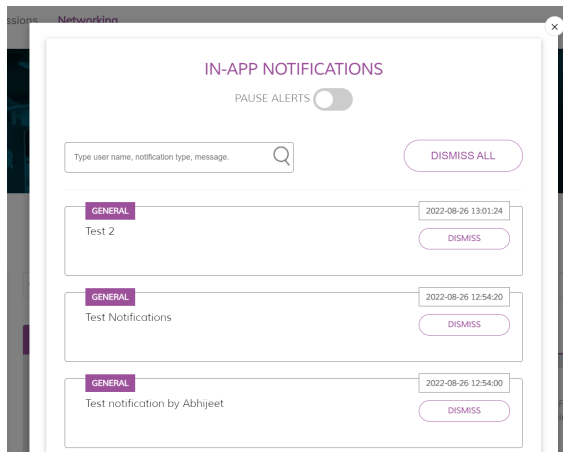 Networking
IN-APP NOTIFICATIONS
PAUSE ALERTS
Type user name, notification type, message.
DISMISS ALL
GENERAL
2022-08-26 13:01:24
Test 2
DISMISS
GENERAL
2022-08-26 12:54:20
Test Notifications
DISMISS
GENERAL
2022-08-26 12:54:00
Test notification by Abhijeet
DISMISS